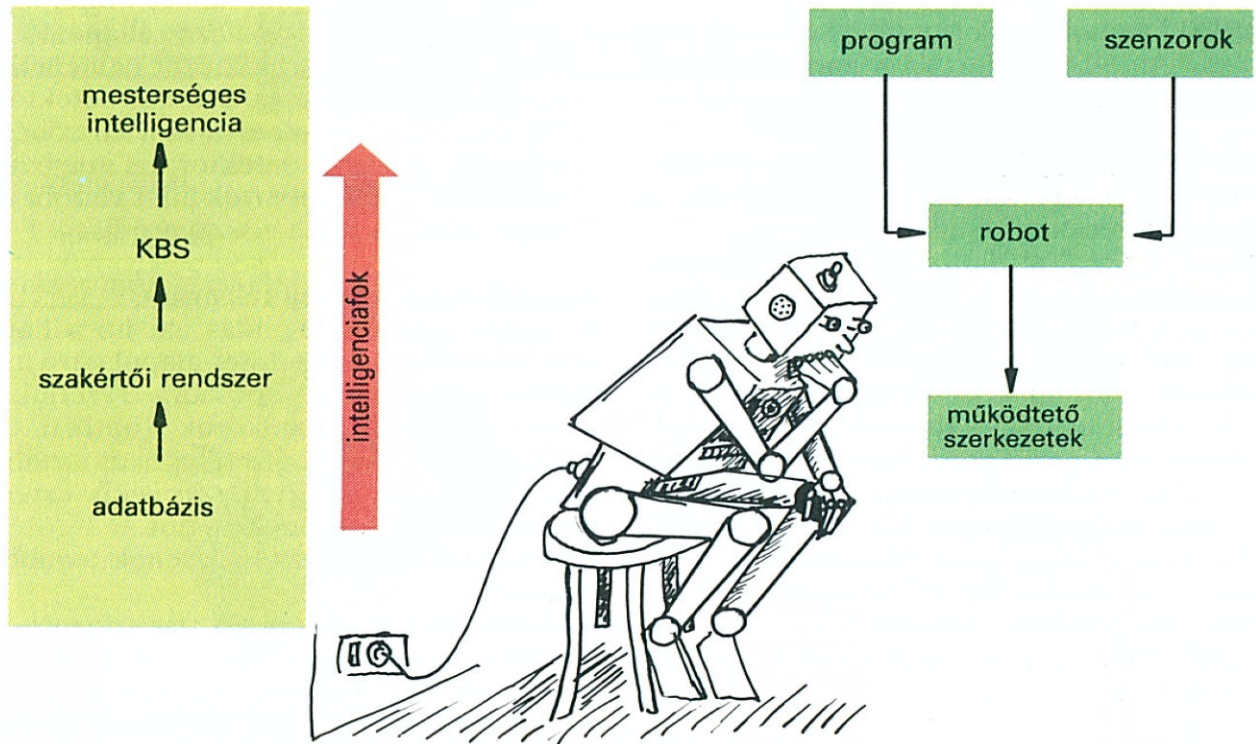 mesterséges
intelligencia
KBS
szakértői rendszer
adatbázis
intelligenciafok
program
szenzorok
robot
működtető
szerkezetek